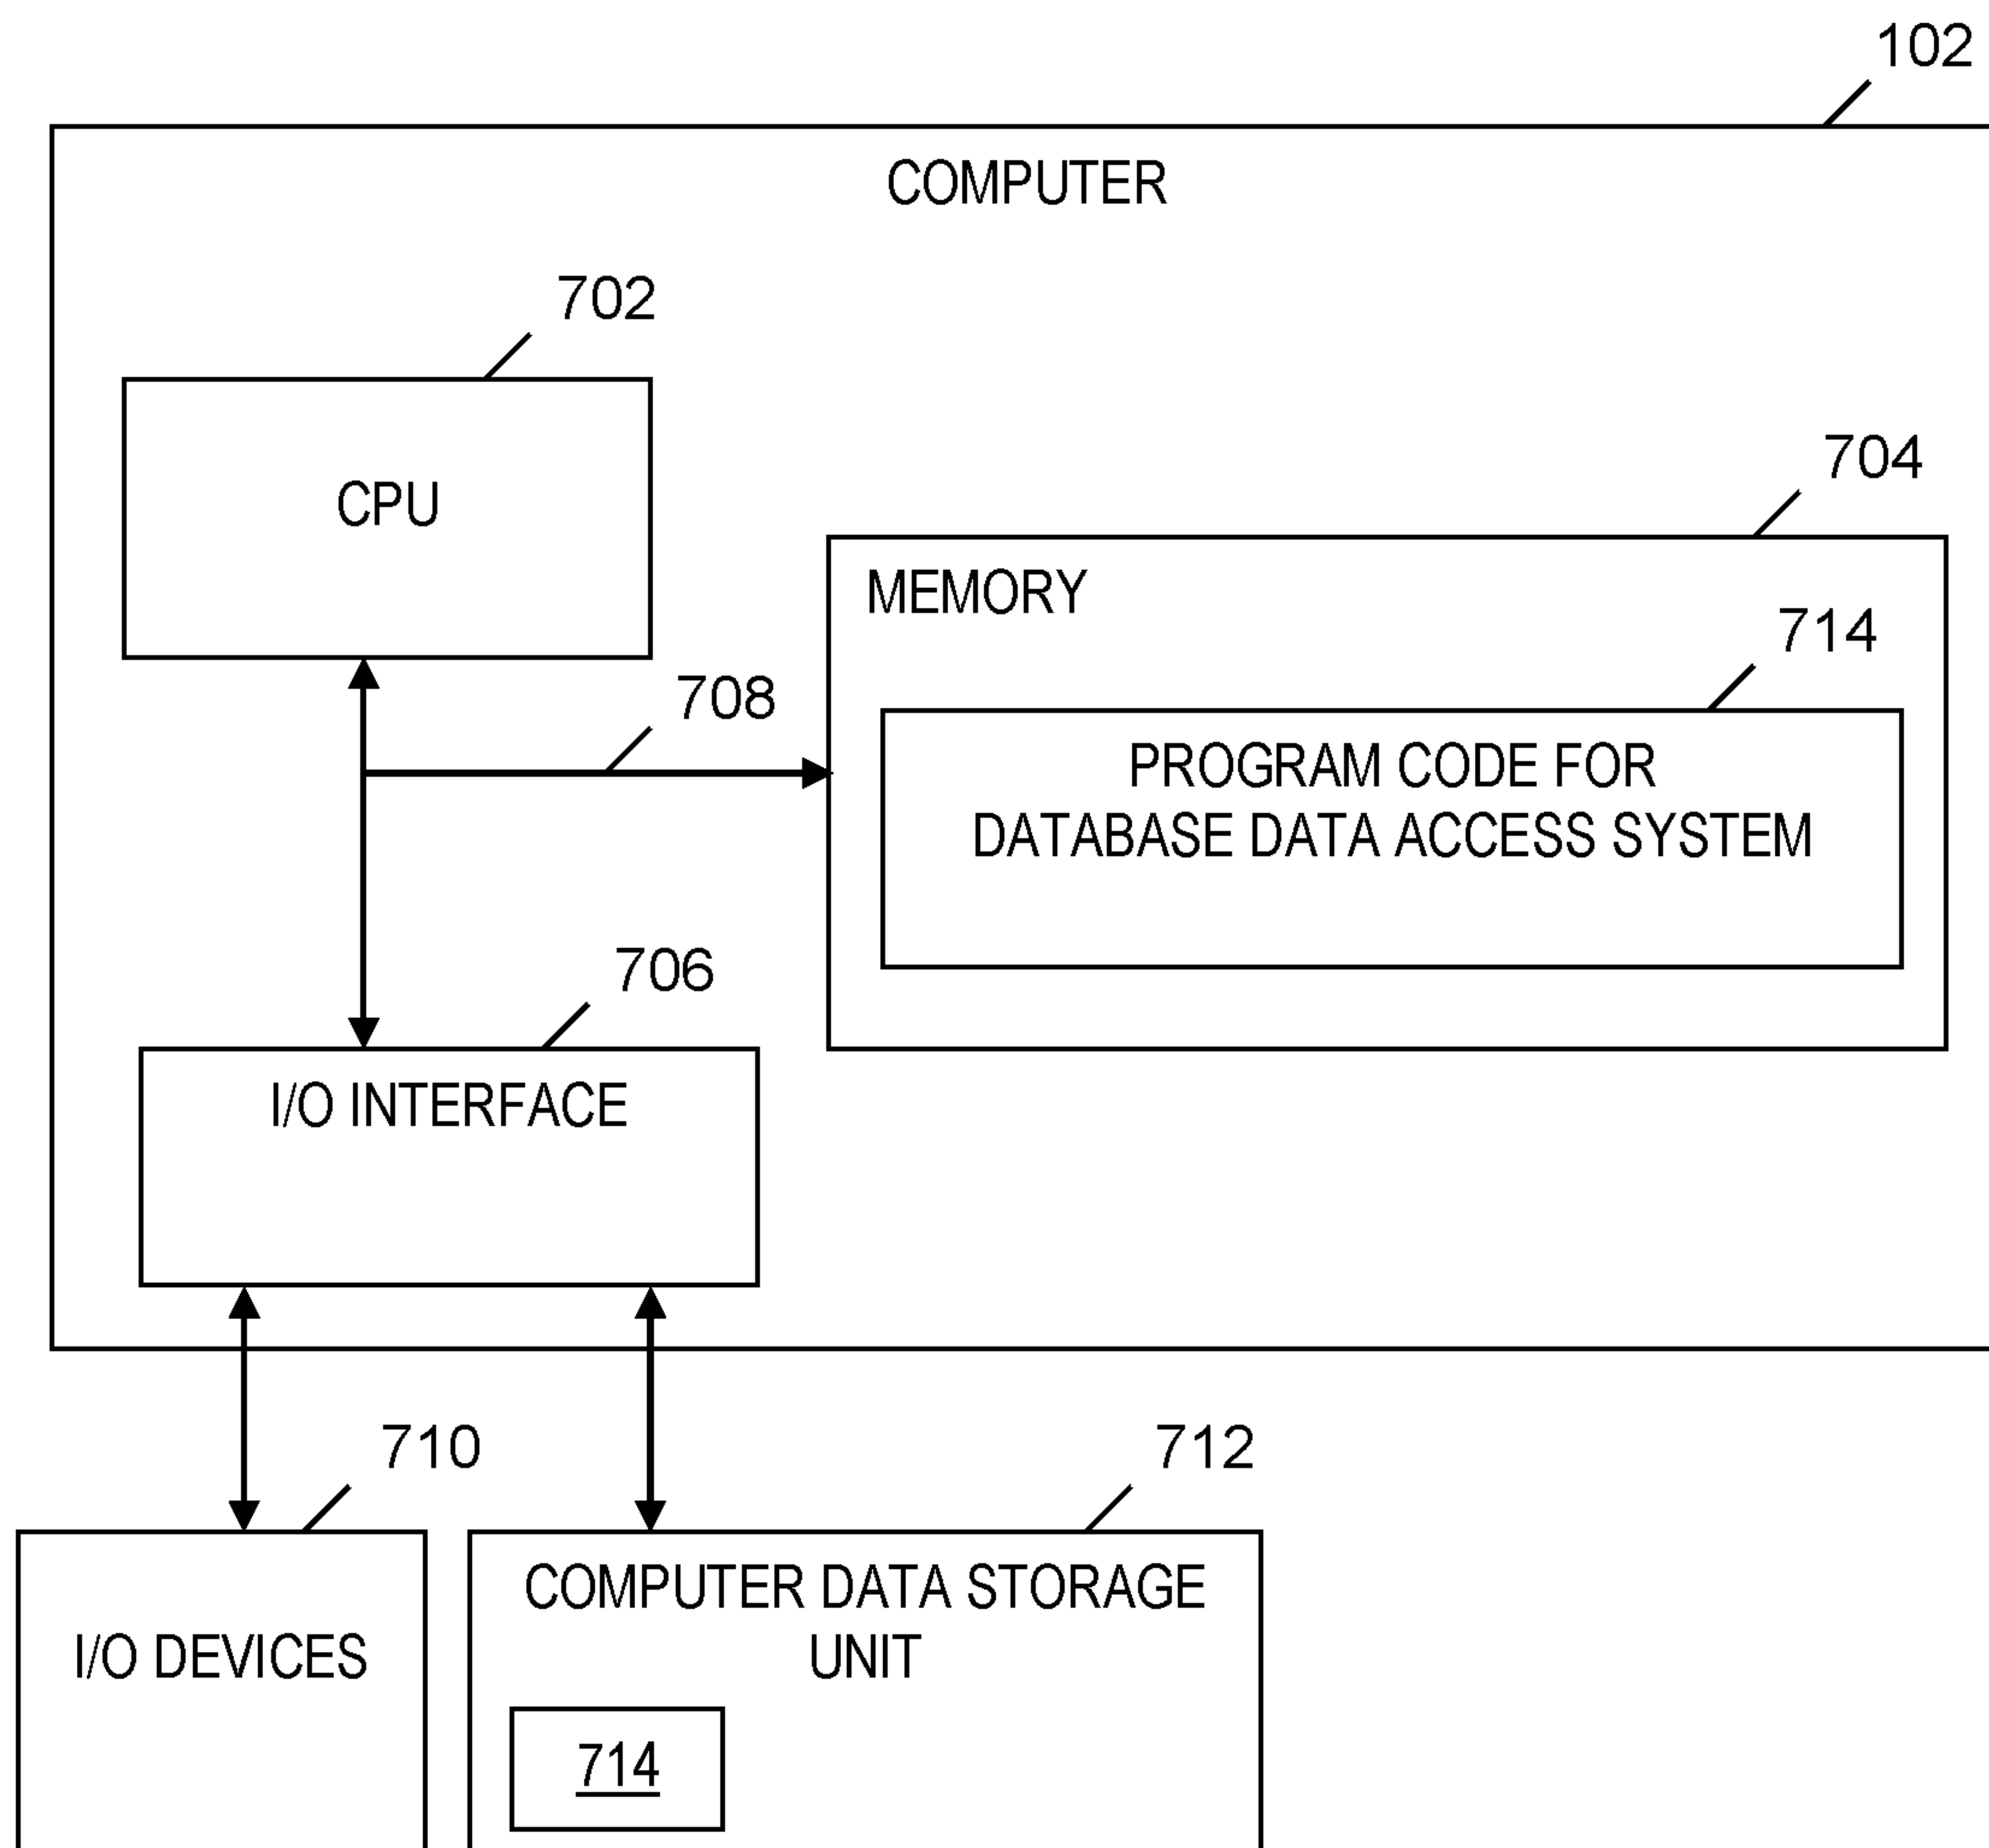 102
COMPUTER
702
CPU
704
MEMORY
714
708
PROGRAM CODE FOR
DATABASE DATA ACCESS SYSTEM
706
I/O INTERFACE
710
712
I/O DEVICES
COMPUTER DATA STORAGE
UNIT
714